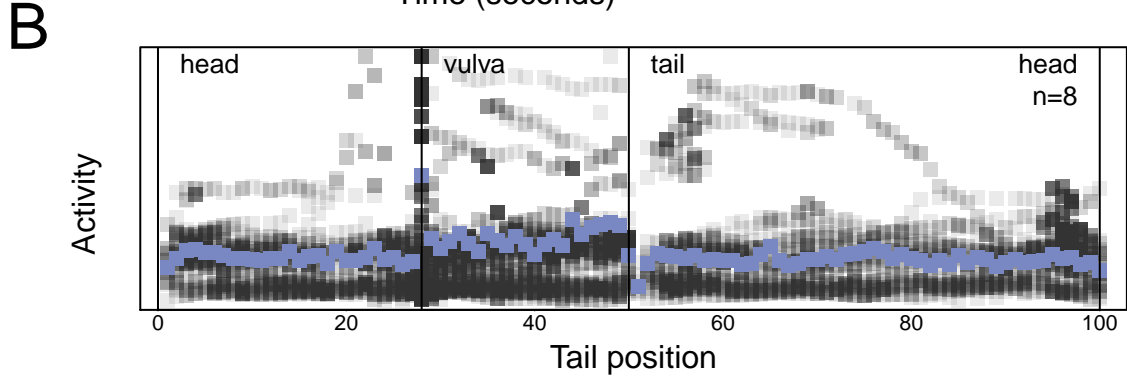 Time (seconds)
B
head vulva tail head
n=8
Activity
0 20 40 60 80 100
Tail position